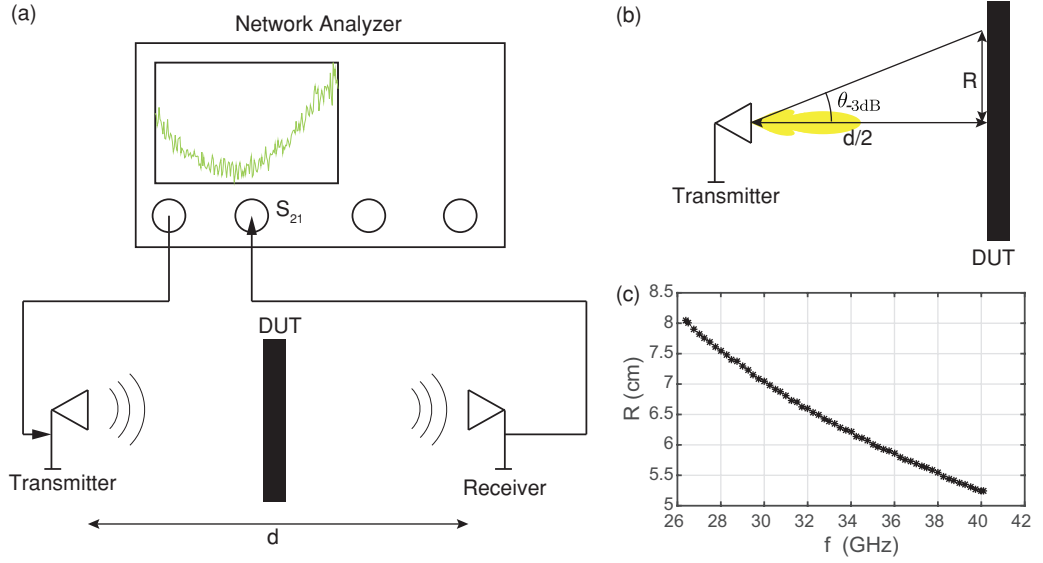 (a)
Network Analyzer
S21
DUT
Transmitter
Receiver
d
(b)
θ-3dB
R
d/2
Transmitter
DUT
(c)
8.5
8
7.5
7
6.5
6
5.5
5
R (cm)
26 28 30 32 34 36 38 40 42
f (GHz)